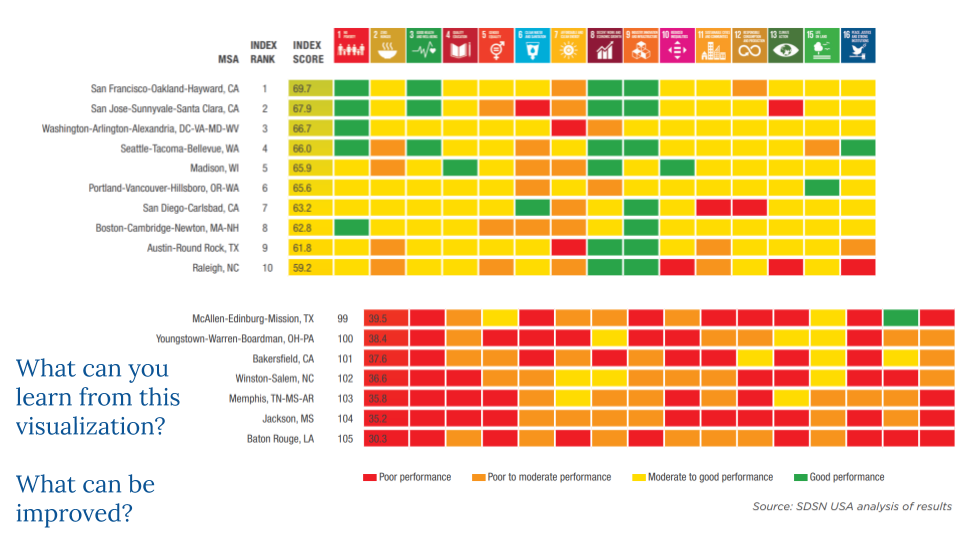 1 NO POVERTY
2 ZERO HUNGER
3 GOOD HEALTH AND WELL-BEING
4 QUALITY EDUCATION
5 GENDER EQUALITY
6 CLEAN WATER AND SANITATION
7 AFFORDABLE AND CLEAN ENERGY
8 DECENT WORK AND ECONOMIC GROWTH
9 INDUSTRY, INNOVATION AND INFRASTRUCTURE
10 REDUCED INEQUALITIES
11 SUSTAINABLE CITIES AND COMMUNITIES
12 RESPONSIBLE CONSUMPTION AND PRODUCTION
13 CLIMATE ACTION
15 LIFE ON LAND
16 PEACE, JUSTICE AND STRONG INSTITUTIONS
MSA INDEX RANK INDEX SCORE
San Francisco-Oakland-Hayward, CA 1 69.7
San Jose-Sunnyvale-Santa Clara, CA 2 67.9
Washington-Arlington-Alexandria, DC-VA-MD-WV 3 66.7
Seattle-Tacoma-Bellevue, WA 4 66.0
Madison, WI 5 65.9
Portland-Vancouver-Hillsboro, OR-WA 6 65.6
San Diego-Carlsbad, CA 7 63.2
Boston-Cambridge-Newton, MA-NH 8 62.8
Austin-Round Rock, TX 9 61.8
Raleigh, NC 10 59.2
McAllen-Edinburg-Mission, TX 99 39.5
Youngstown-Warren-Boardman, OH-PA 100 38.4
Bakersfield, CA 101 37.6
Winston-Salem, NC 102 36.6
Memphis, TN-MS-AR 103 35.8
Jackson, MS 104 35.2
Baton Rouge, LA 105 30.3
What can you
learn from this
visualization?
What can be
improved?
Poor performance
Poor to moderate performance
Moderate to good performance
Good performance
Source: SDSN USA analysis of results